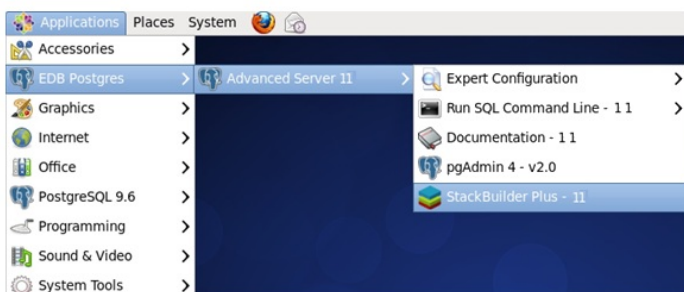 Applications Places System
Accessories
EDB Postgres
Advanced Server 11
Expert Configuration
Graphics
Run SQL Command Line - 11
Internet
Documentation - 11
Office
pgAdmin 4 - v2.0
PostgreSQL 9.6
StackBuilder Plus - 11
Programming
Sound & Video
System Tools